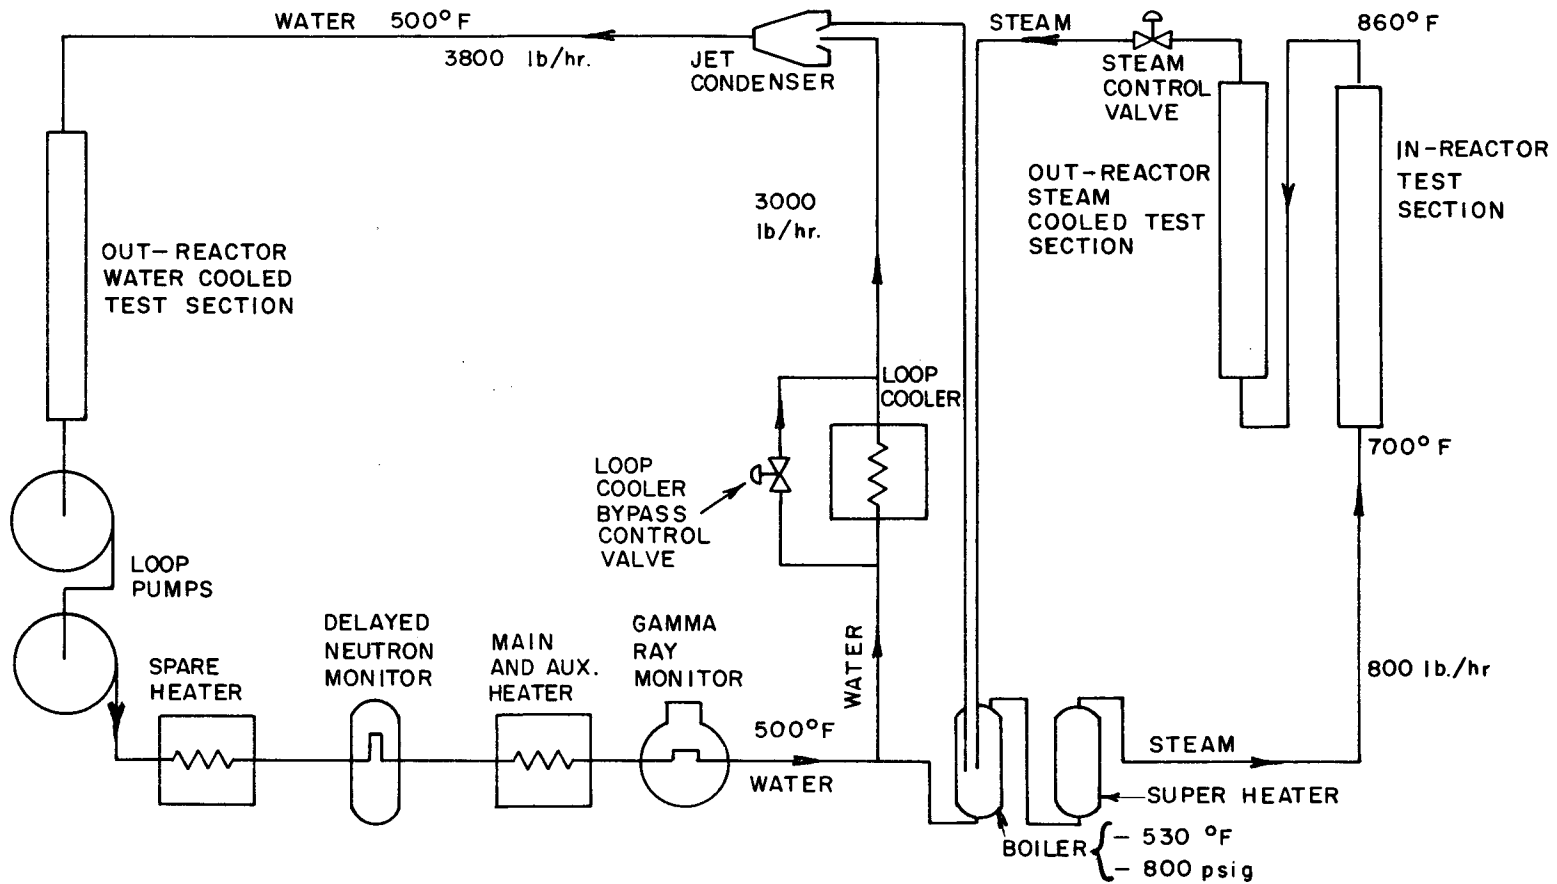 WATER 500°F
3800 lb/hr.
JET
CONDENSER
STEAM
STEAM
CONTROL
VALVE
860°F
IN-REACTOR
TEST
SECTION
OUT-REACTOR
STEAM
COOLED TEST
SECTION
3000
lb/hr.
OUT-REACTOR
WATER COOLED
TEST SECTION
LOOP
COOLER
700°F
LOOP
COOLER
BYPASS
CONTROL
VALVE
LOOP
PUMPS
SPARE
HEATER
DELAYED
NEUTRON
MONITOR
MAIN
AND AUX.
HEATER
GAMMA
RAY
MONITOR
WATER
500°F
WATER
800 lb./hr
STEAM
SUPER HEATER
BOILER
- 530 °F
- 800 psig